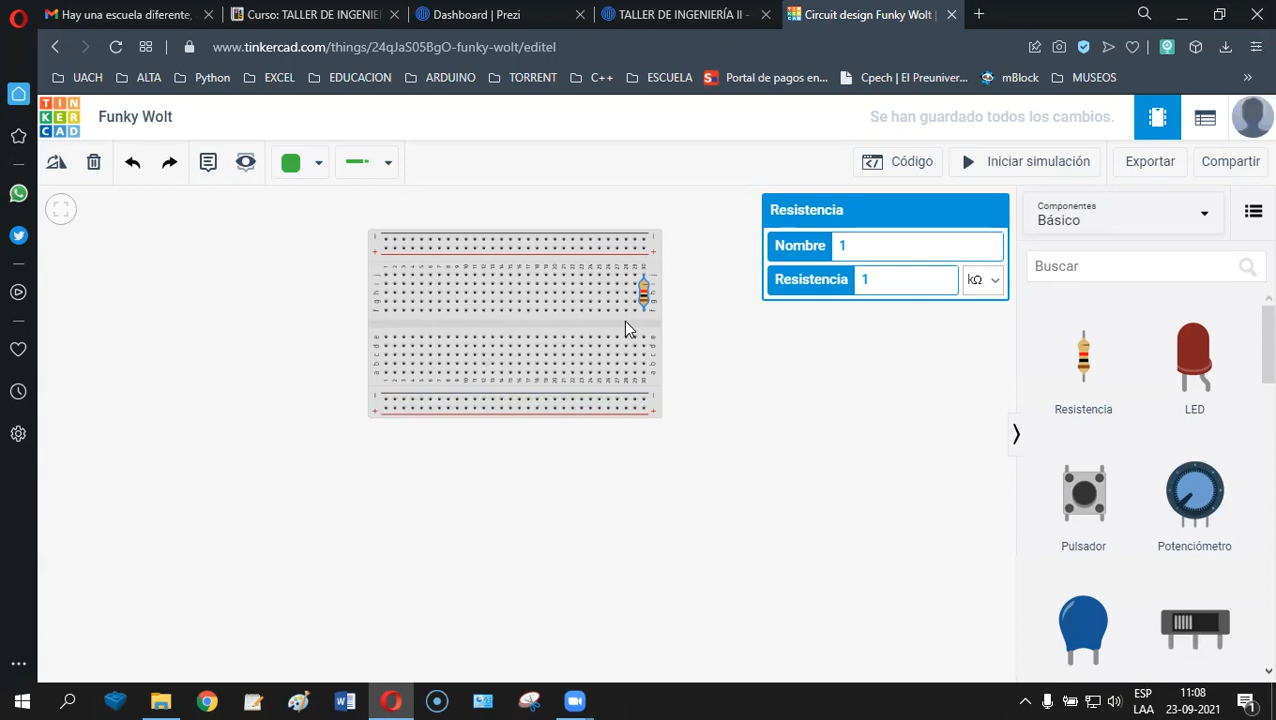 Hay una escuela diferente,
Curso: TALLER DE INGENIE
Dashboard | Prezi
TALLER DE INGENIERÍA II -
Circuit design Funky Wolt |
www.tinkercad.com/things/24qJaS05BgO-funky-wolt/editel
UACH
ALTA
Python
EXCEL
EDUCACION
ARDUINO
TORRENT
C++
ESCUELA
Portal de pagos en...
Cpech | El Preuniver...
mBlock
MUSEOS
TIN
KER
CAD
Funky Wolt
Se han guardado todos los cambios.
Código
Iniciar simulación
Exportar
Compartir
Resistencia
Nombre 1
Resistencia 1 kΩ
Componentes
Básico
Buscar
Resistencia
LED
Pulsador
Potenciómetro
ESP
LAA
11:08
23-09-2021
1